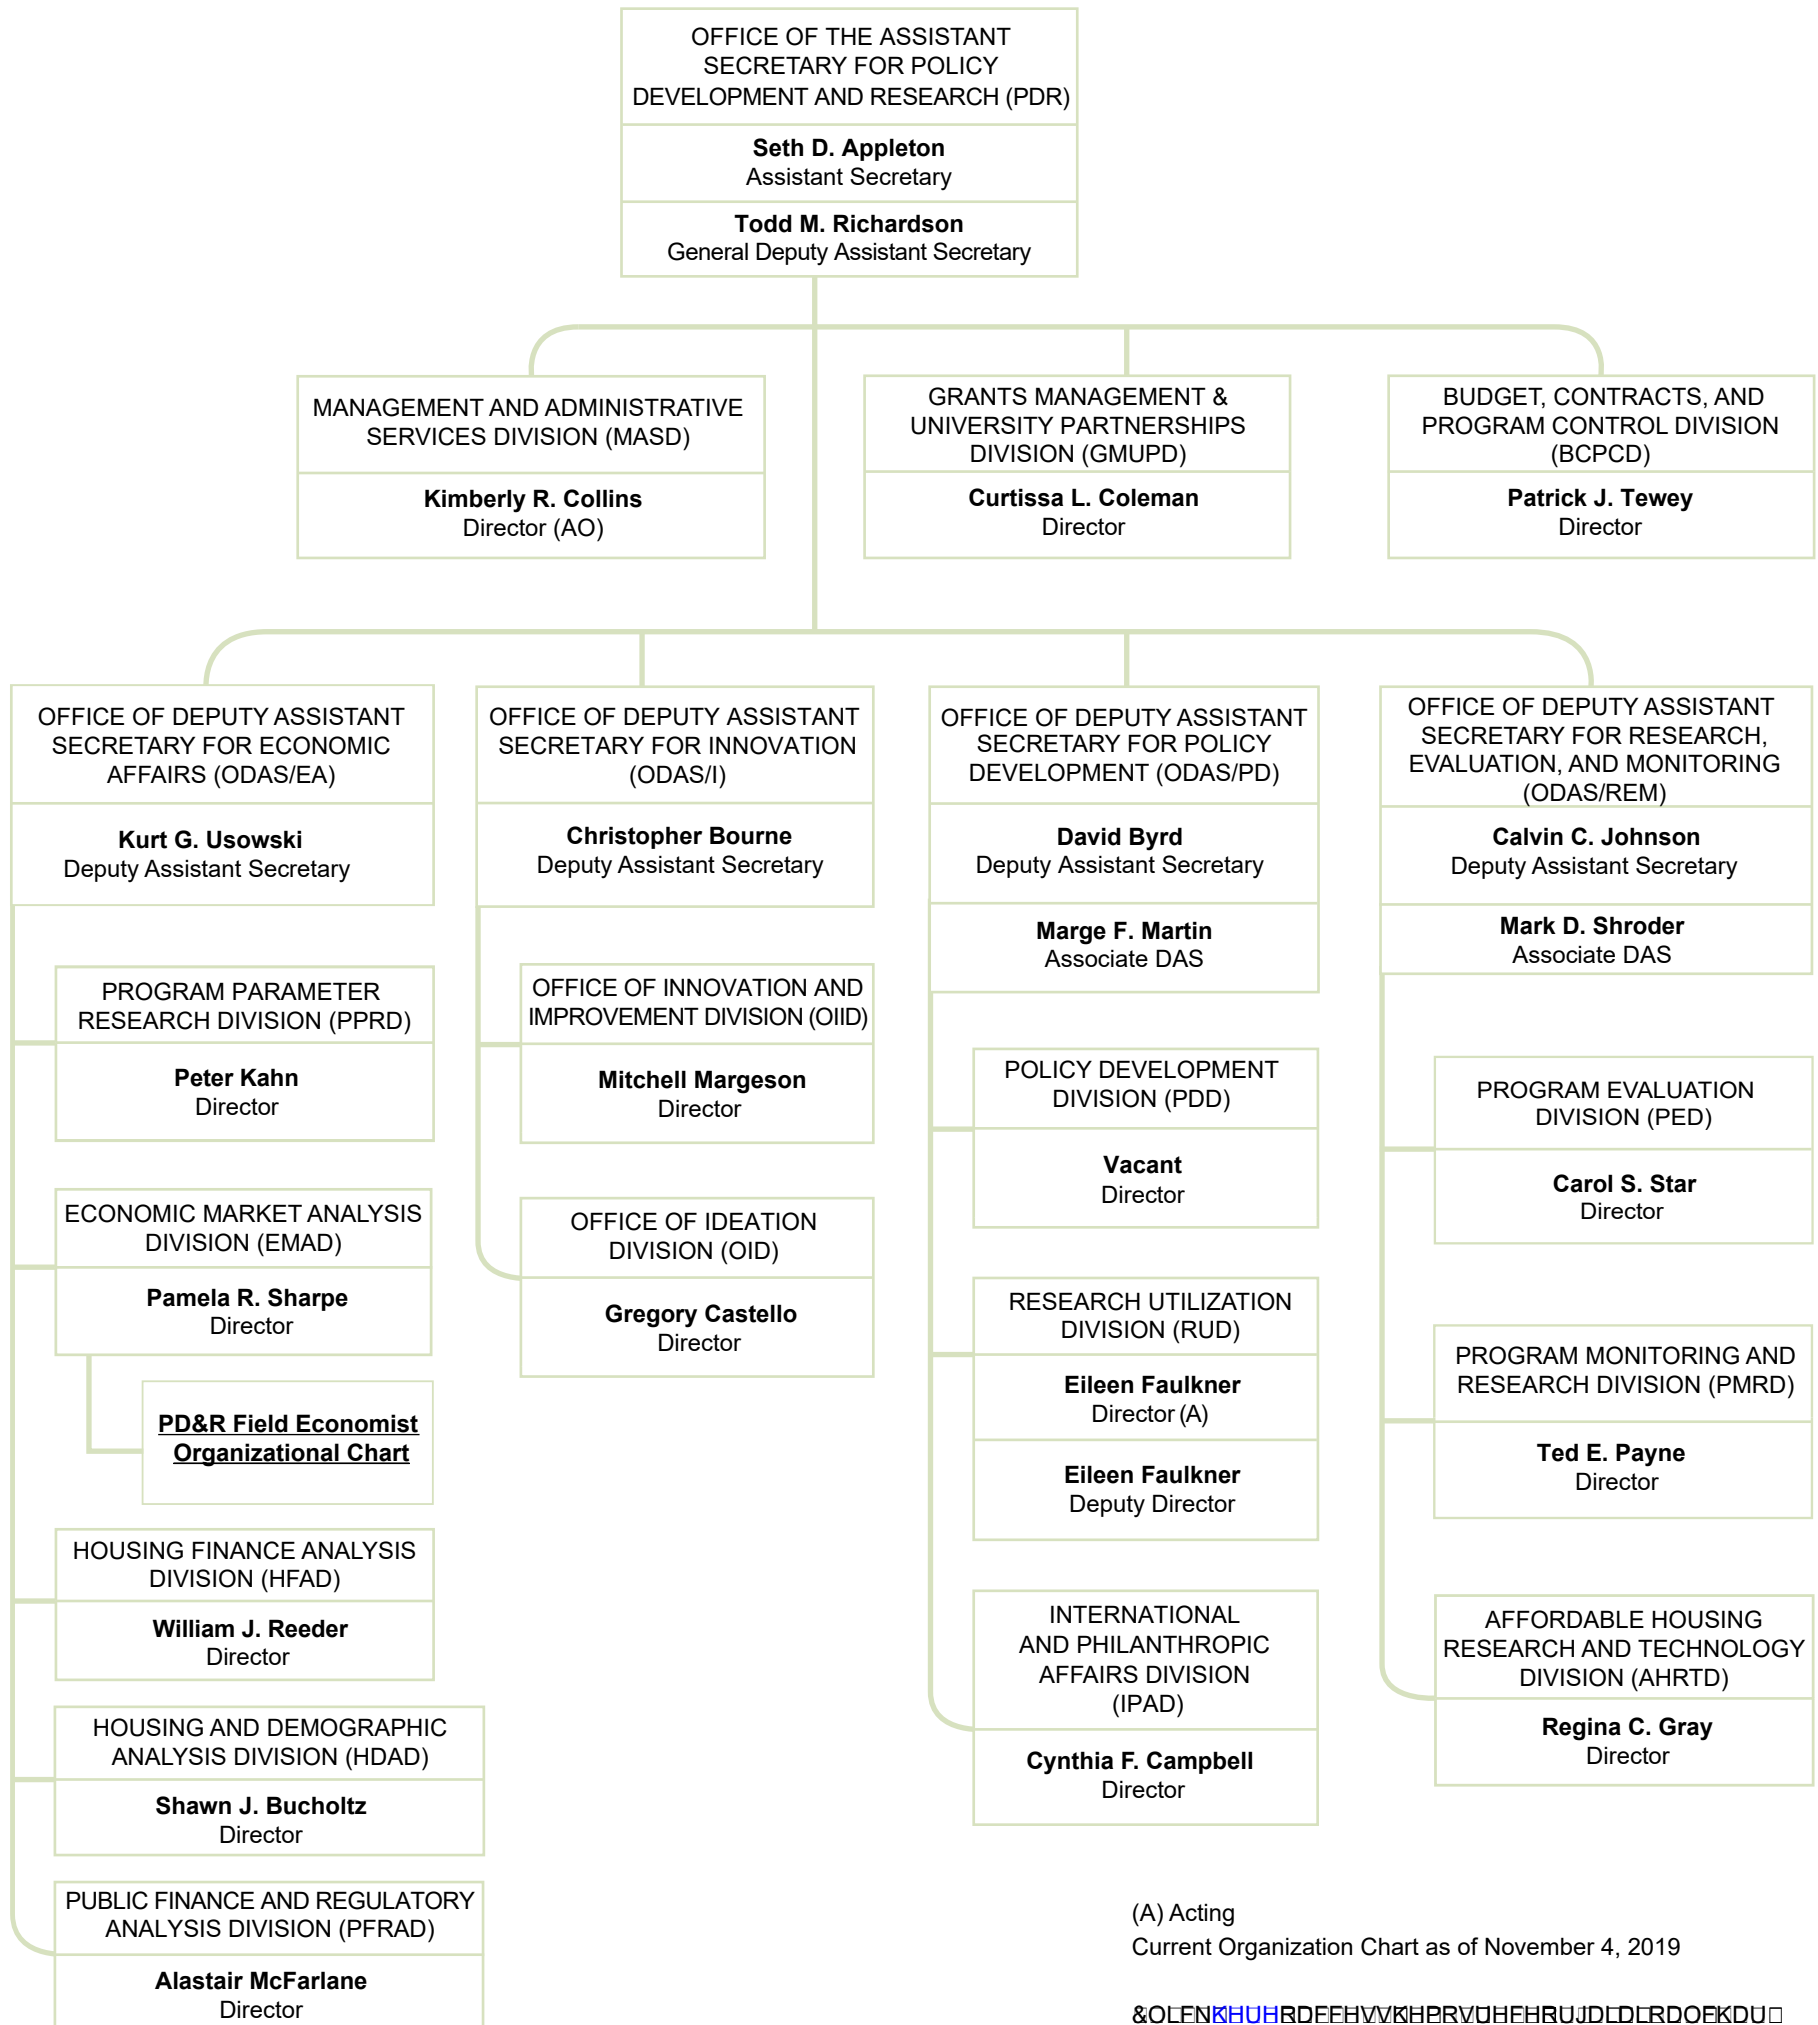 OFFICE OF THE ASSISTANT
SECRETARY FOR POLICY
DEVELOPMENT AND RESEARCH (PDR)
Seth D. Appleton
Assistant Secretary
Todd M. Richardson
General Deputy Assistant Secretary
MANAGEMENT AND ADMINISTRATIVE
SERVICES DIVISION (MASD)
Kimberly R. Collins
Director (AO)
GRANTS MANAGEMENT &
UNIVERSITY PARTNERSHIPS
DIVISION (GMUPD)
Curtissa L. Coleman
Director
BUDGET, CONTRACTS, AND
PROGRAM CONTROL DIVISION
(BCPCD)
Patrick J. Tewey
Director
OFFICE OF DEPUTY ASSISTANT
SECRETARY FOR ECONOMIC
AFFAIRS (ODAS/EA)
Kurt G. Usowski
Deputy Assistant Secretary
PROGRAM PARAMETER
RESEARCH DIVISION (PPRD)
Peter Kahn
Director
ECONOMIC MARKET ANALYSIS
DIVISION (EMAD)
Pamela R. Sharpe
Director
PD&R Field Economist
Organizational Chart
HOUSING FINANCE ANALYSIS
DIVISION (HFAD)
William J. Reeder
Director
HOUSING AND DEMOGRAPHIC
ANALYSIS DIVISION (HDAD)
Shawn J. Bucholtz
Director
PUBLIC FINANCE AND REGULATORY
ANALYSIS DIVISION (PFRAD)
Alastair McFarlane
Director
OFFICE OF DEPUTY ASSISTANT
SECRETARY FOR INNOVATION
(ODAS/I)
Christopher Bourne
Deputy Assistant Secretary
OFFICE OF INNOVATION AND
IMPROVEMENT DIVISION (OIID)
Mitchell Margeson
Director
OFFICE OF IDEATION
DIVISION (OID)
Gregory Castello
Director
OFFICE OF DEPUTY ASSISTANT
SECRETARY FOR POLICY
DEVELOPMENT (ODAS/PD)
David Byrd
Deputy Assistant Secretary
Marge F. Martin
Associate DAS
POLICY DEVELOPMENT
DIVISION (PDD)
Vacant
Director
RESEARCH UTILIZATION
DIVISION (RUD)
Eileen Faulkner
Director (A)
Eileen Faulkner
Deputy Director
INTERNATIONAL
AND PHILANTHROPIC
AFFAIRS DIVISION
(IPAD)
Cynthia F. Campbell
Director
OFFICE OF DEPUTY ASSISTANT
SECRETARY FOR RESEARCH,
EVALUATION, AND MONITORING
(ODAS/REM)
Calvin C. Johnson
Deputy Assistant Secretary
Mark D. Shroder
Associate DAS
PROGRAM EVALUATION
DIVISION (PED)
Carol S. Star
Director
PROGRAM MONITORING AND
RESEARCH DIVISION (PMRD)
Ted E. Payne
Director
AFFORDABLE HOUSING
RESEARCH AND TECHNOLOGY
DIVISION (AHRTD)
Regina C. Gray
Director
(A) Acting
Current Organization Chart as of November 4, 2019